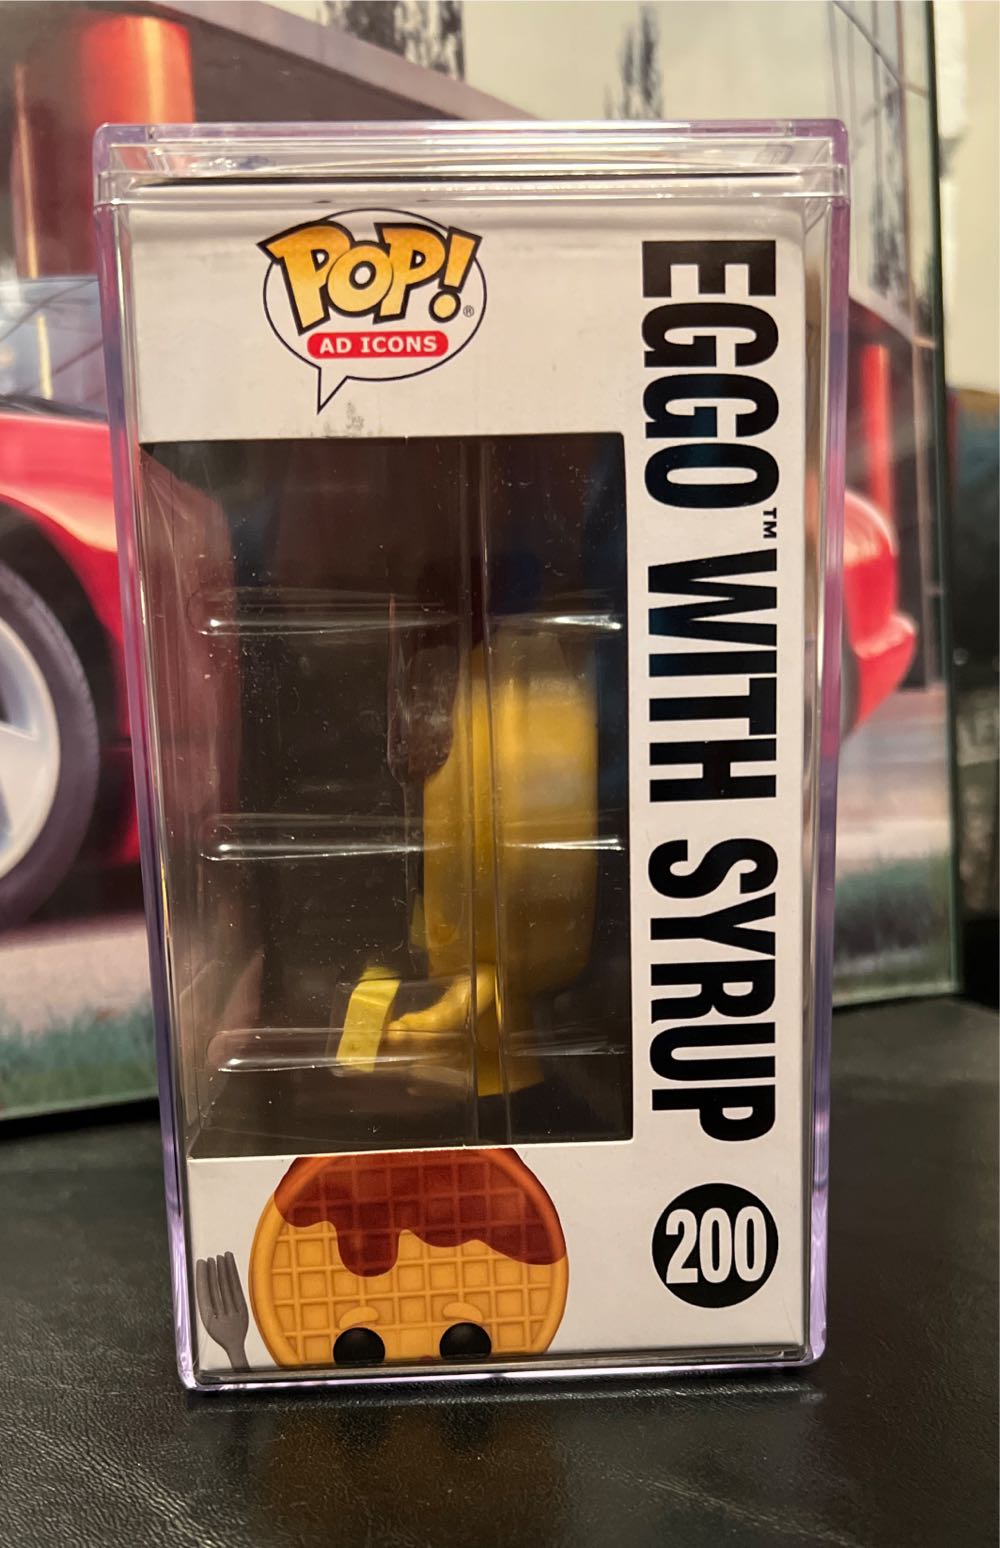 POP!®
AD ICONS
EGGO™ WITH SYRUP
200